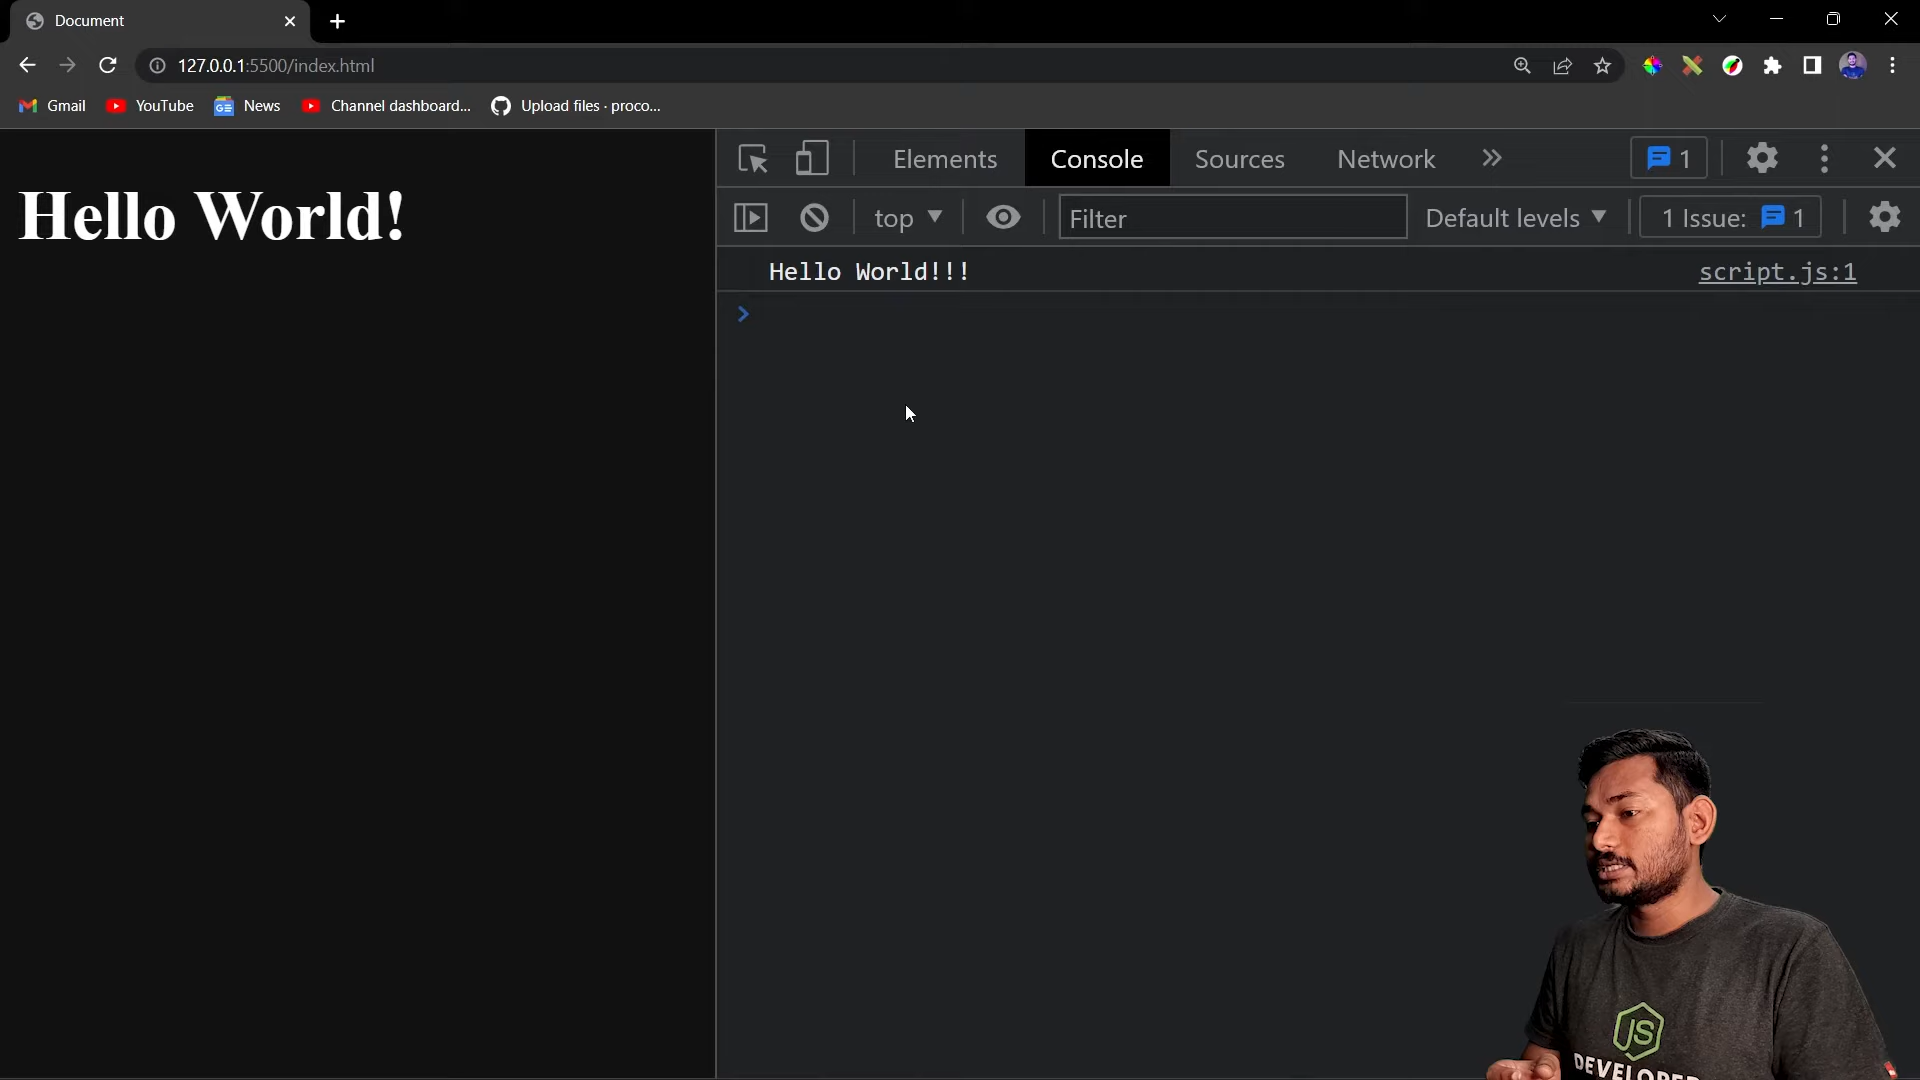 Document
127.0.0.1:5500/index.html
Gmail YouTube News Channel dashboard... Upload files · proco...
Hello World!
Elements Console Sources Network 1
top Filter Default levels 1 Issue: 1
Hello World!!! script.js:1
JS
DEVELOPER